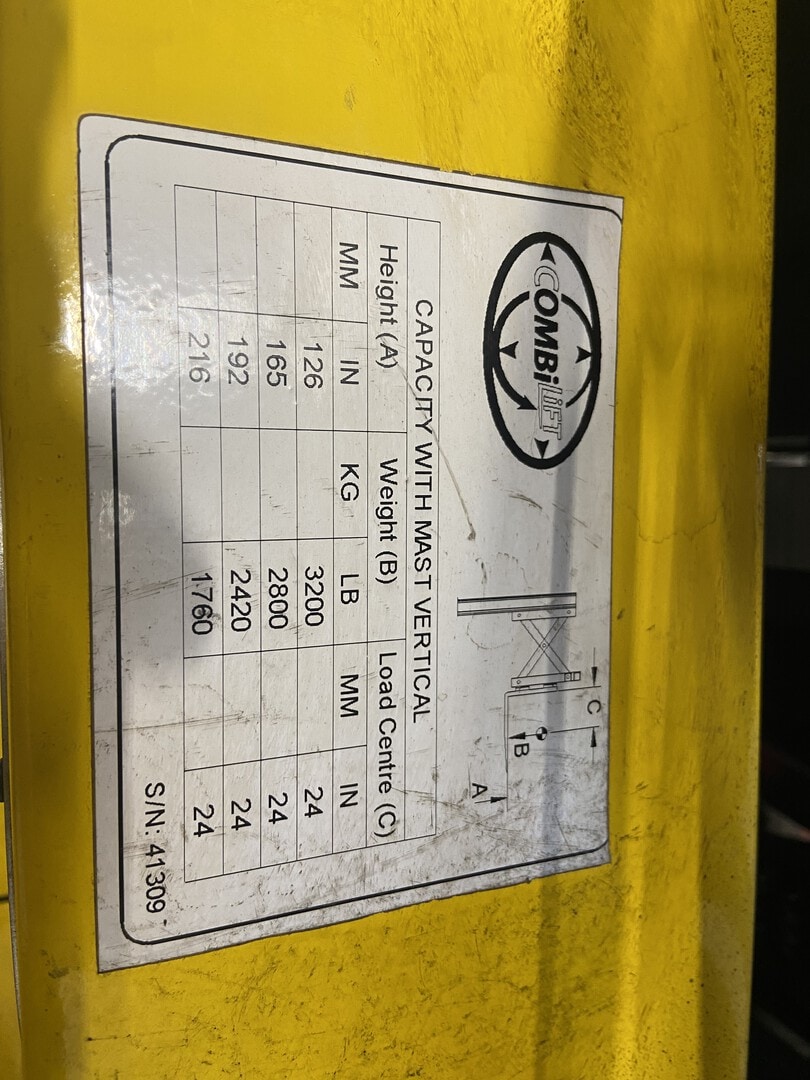 COMBiLiFT
C
B
A
CAPACITY WITH MAST VERTICAL
Height (A) Weight (B) Load Centre (C)
MM IN KG LB MM IN
126 3200 24
165 2800 24
192 2420 24
216 1760 24
S/N: 41309-